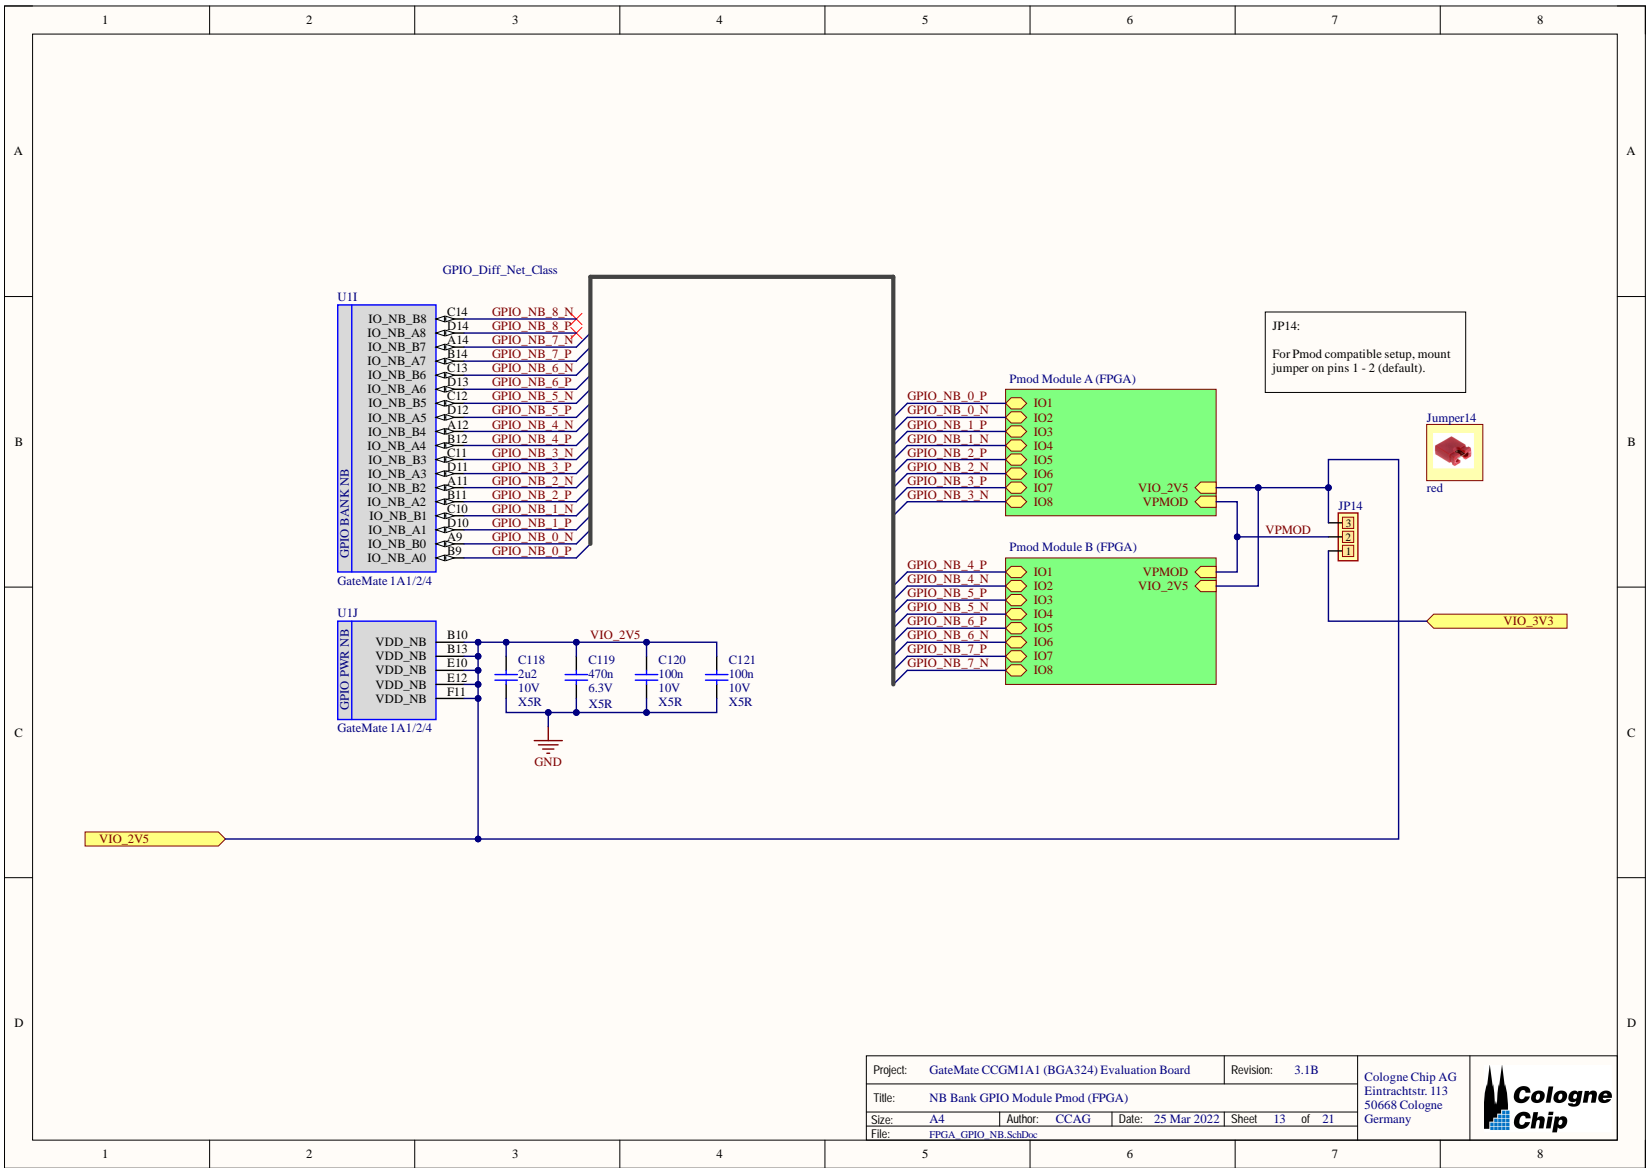 1 2 3 4 5 6 7 8
A A
GPIO_Diff_Net_Class
U1I
GPIO BANK NB
IO_NB_B8 C14 GPIO_NB_8_N
IO_NB_A8 D14 GPIO_NB_8_P
IO_NB_B7 A14 GPIO_NB_7_N
IO_NB_A7 B14 GPIO_NB_7_P
IO_NB_B6 C13 GPIO_NB_6_N
IO_NB_A6 D13 GPIO_NB_6_P
IO_NB_B5 C12 GPIO_NB_5_N
IO_NB_A5 D12 GPIO_NB_5_P
IO_NB_B4 A12 GPIO_NB_4_N
IO_NB_A4 B12 GPIO_NB_4_P
IO_NB_B3 C11 GPIO_NB_3_N
IO_NB_A3 D11 GPIO_NB_3_P
IO_NB_B2 A11 GPIO_NB_2_N
IO_NB_A2 B11 GPIO_NB_2_P
IO_NB_B1 C10 GPIO_NB_1_N
IO_NB_A1 D10 GPIO_NB_1_P
IO_NB_B0 A9 GPIO_NB_0_N
IO_NB_A0 B9 GPIO_NB_0_P
GateMate 1A1/2/4
JP14:
For Pmod compatible setup, mount
jumper on pins 1 - 2 (default).
Pmod Module A (FPGA)
GPIO_NB_0_P IO1
GPIO_NB_0_N IO2
GPIO_NB_1_P IO3
GPIO_NB_1_N IO4
GPIO_NB_2_P IO5
GPIO_NB_2_N IO6
GPIO_NB_3_P IO7 VIO_2V5
GPIO_NB_3_N IO8 VPMOD
Jumper14
red
B B
JP14
3
VPMOD 2
1
Pmod Module B (FPGA)
GPIO_NB_4_P IO1 VPMOD
GPIO_NB_4_N IO2 VIO_2V5
GPIO_NB_5_P IO3
GPIO_NB_5_N IO4
GPIO_NB_6_P IO5
GPIO_NB_6_N IO6
GPIO_NB_7_P IO7
GPIO_NB_7_N IO8
VIO_3V3
U1J
GPIO PWR NB
VDD_NB B10
VDD_NB B13
VDD_NB E10
VDD_NB E12
VDD_NB F11
GateMate 1A1/2/4
VIO_2V5
C118
2u2
10V
X5R
C119
470n
6.3V
X5R
C120
100n
10V
X5R
C121
100n
10V
X5R
GND
C C
VIO_2V5
D D
Project: GateMate CCGM1A1 (BGA324) Evaluation Board Revision: 3.1B
Title: NB Bank GPIO Module Pmod (FPGA)
Size: A4 Author: CCAG Date: 25 Mar 2022 Sheet 13 of 21
File: FPGA_GPIO_NB.SchDoc
Cologne Chip AG
Eintrachtstr. 113
50668 Cologne
Germany
Cologne
Chip
1 2 3 4 5 6 7 8